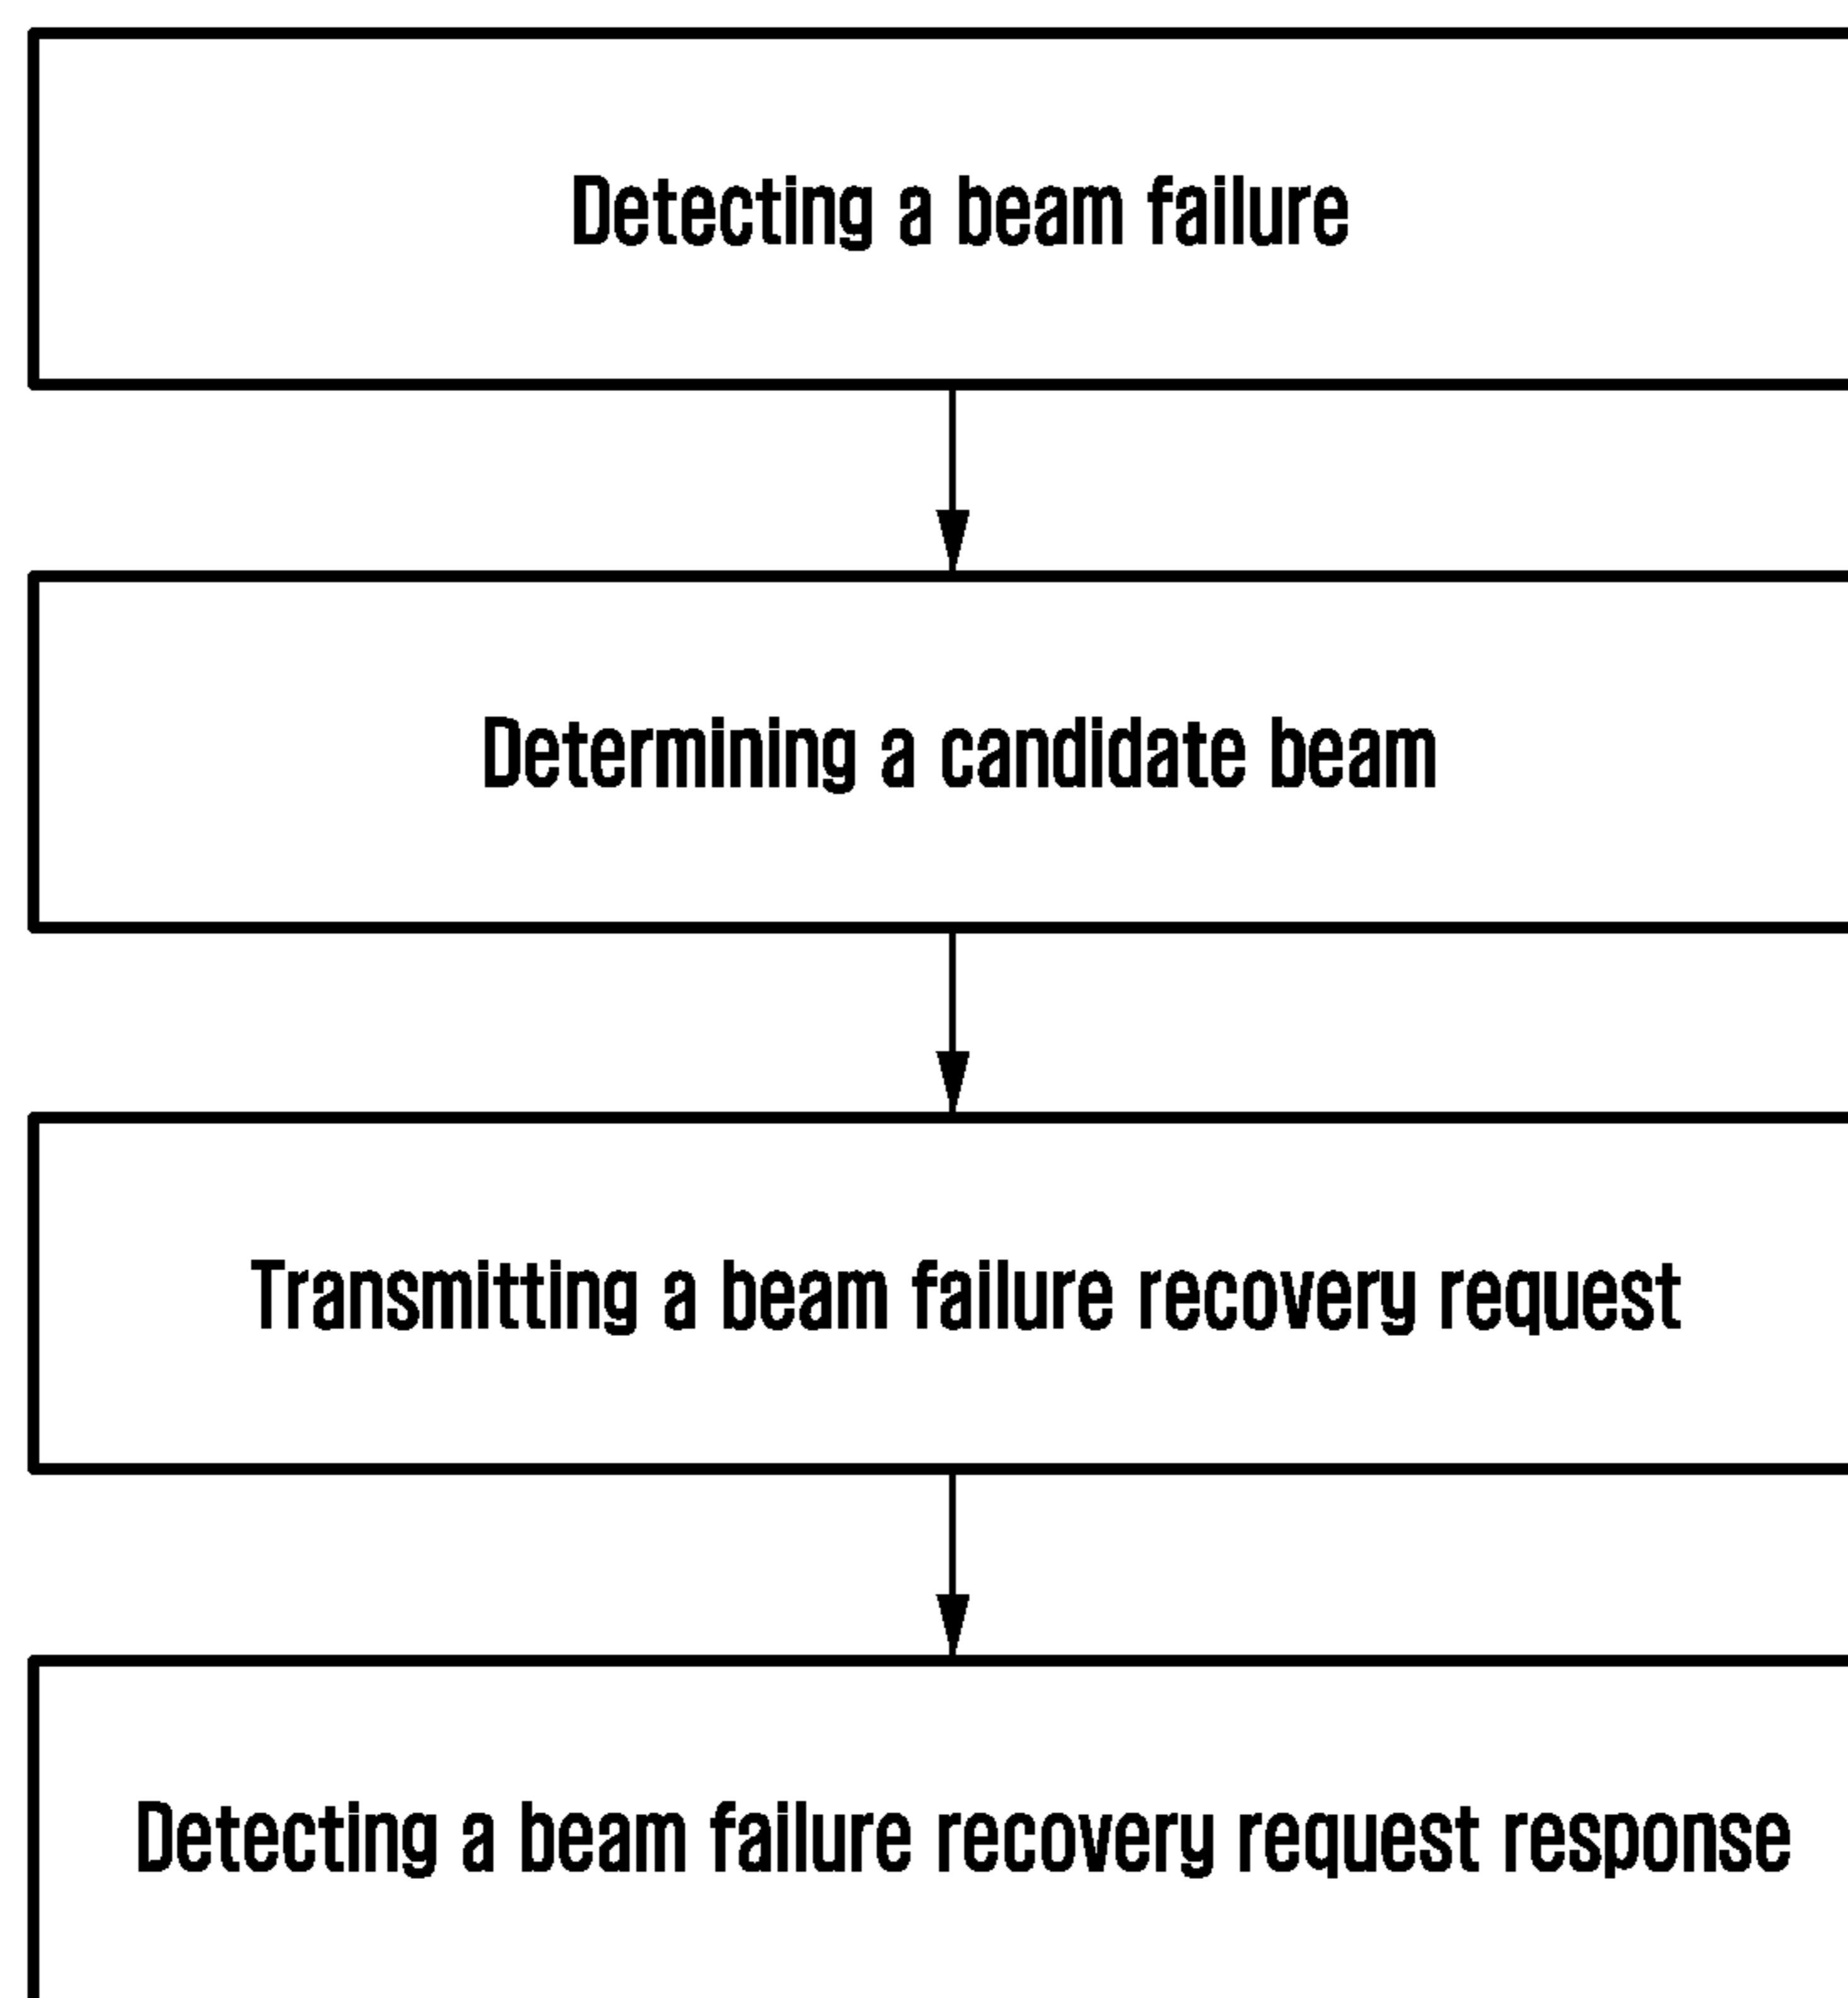 Detecting a beam failure
Determining a candidate beam
Transmitting a beam failure recovery request
Detecting a beam failure recovery request response